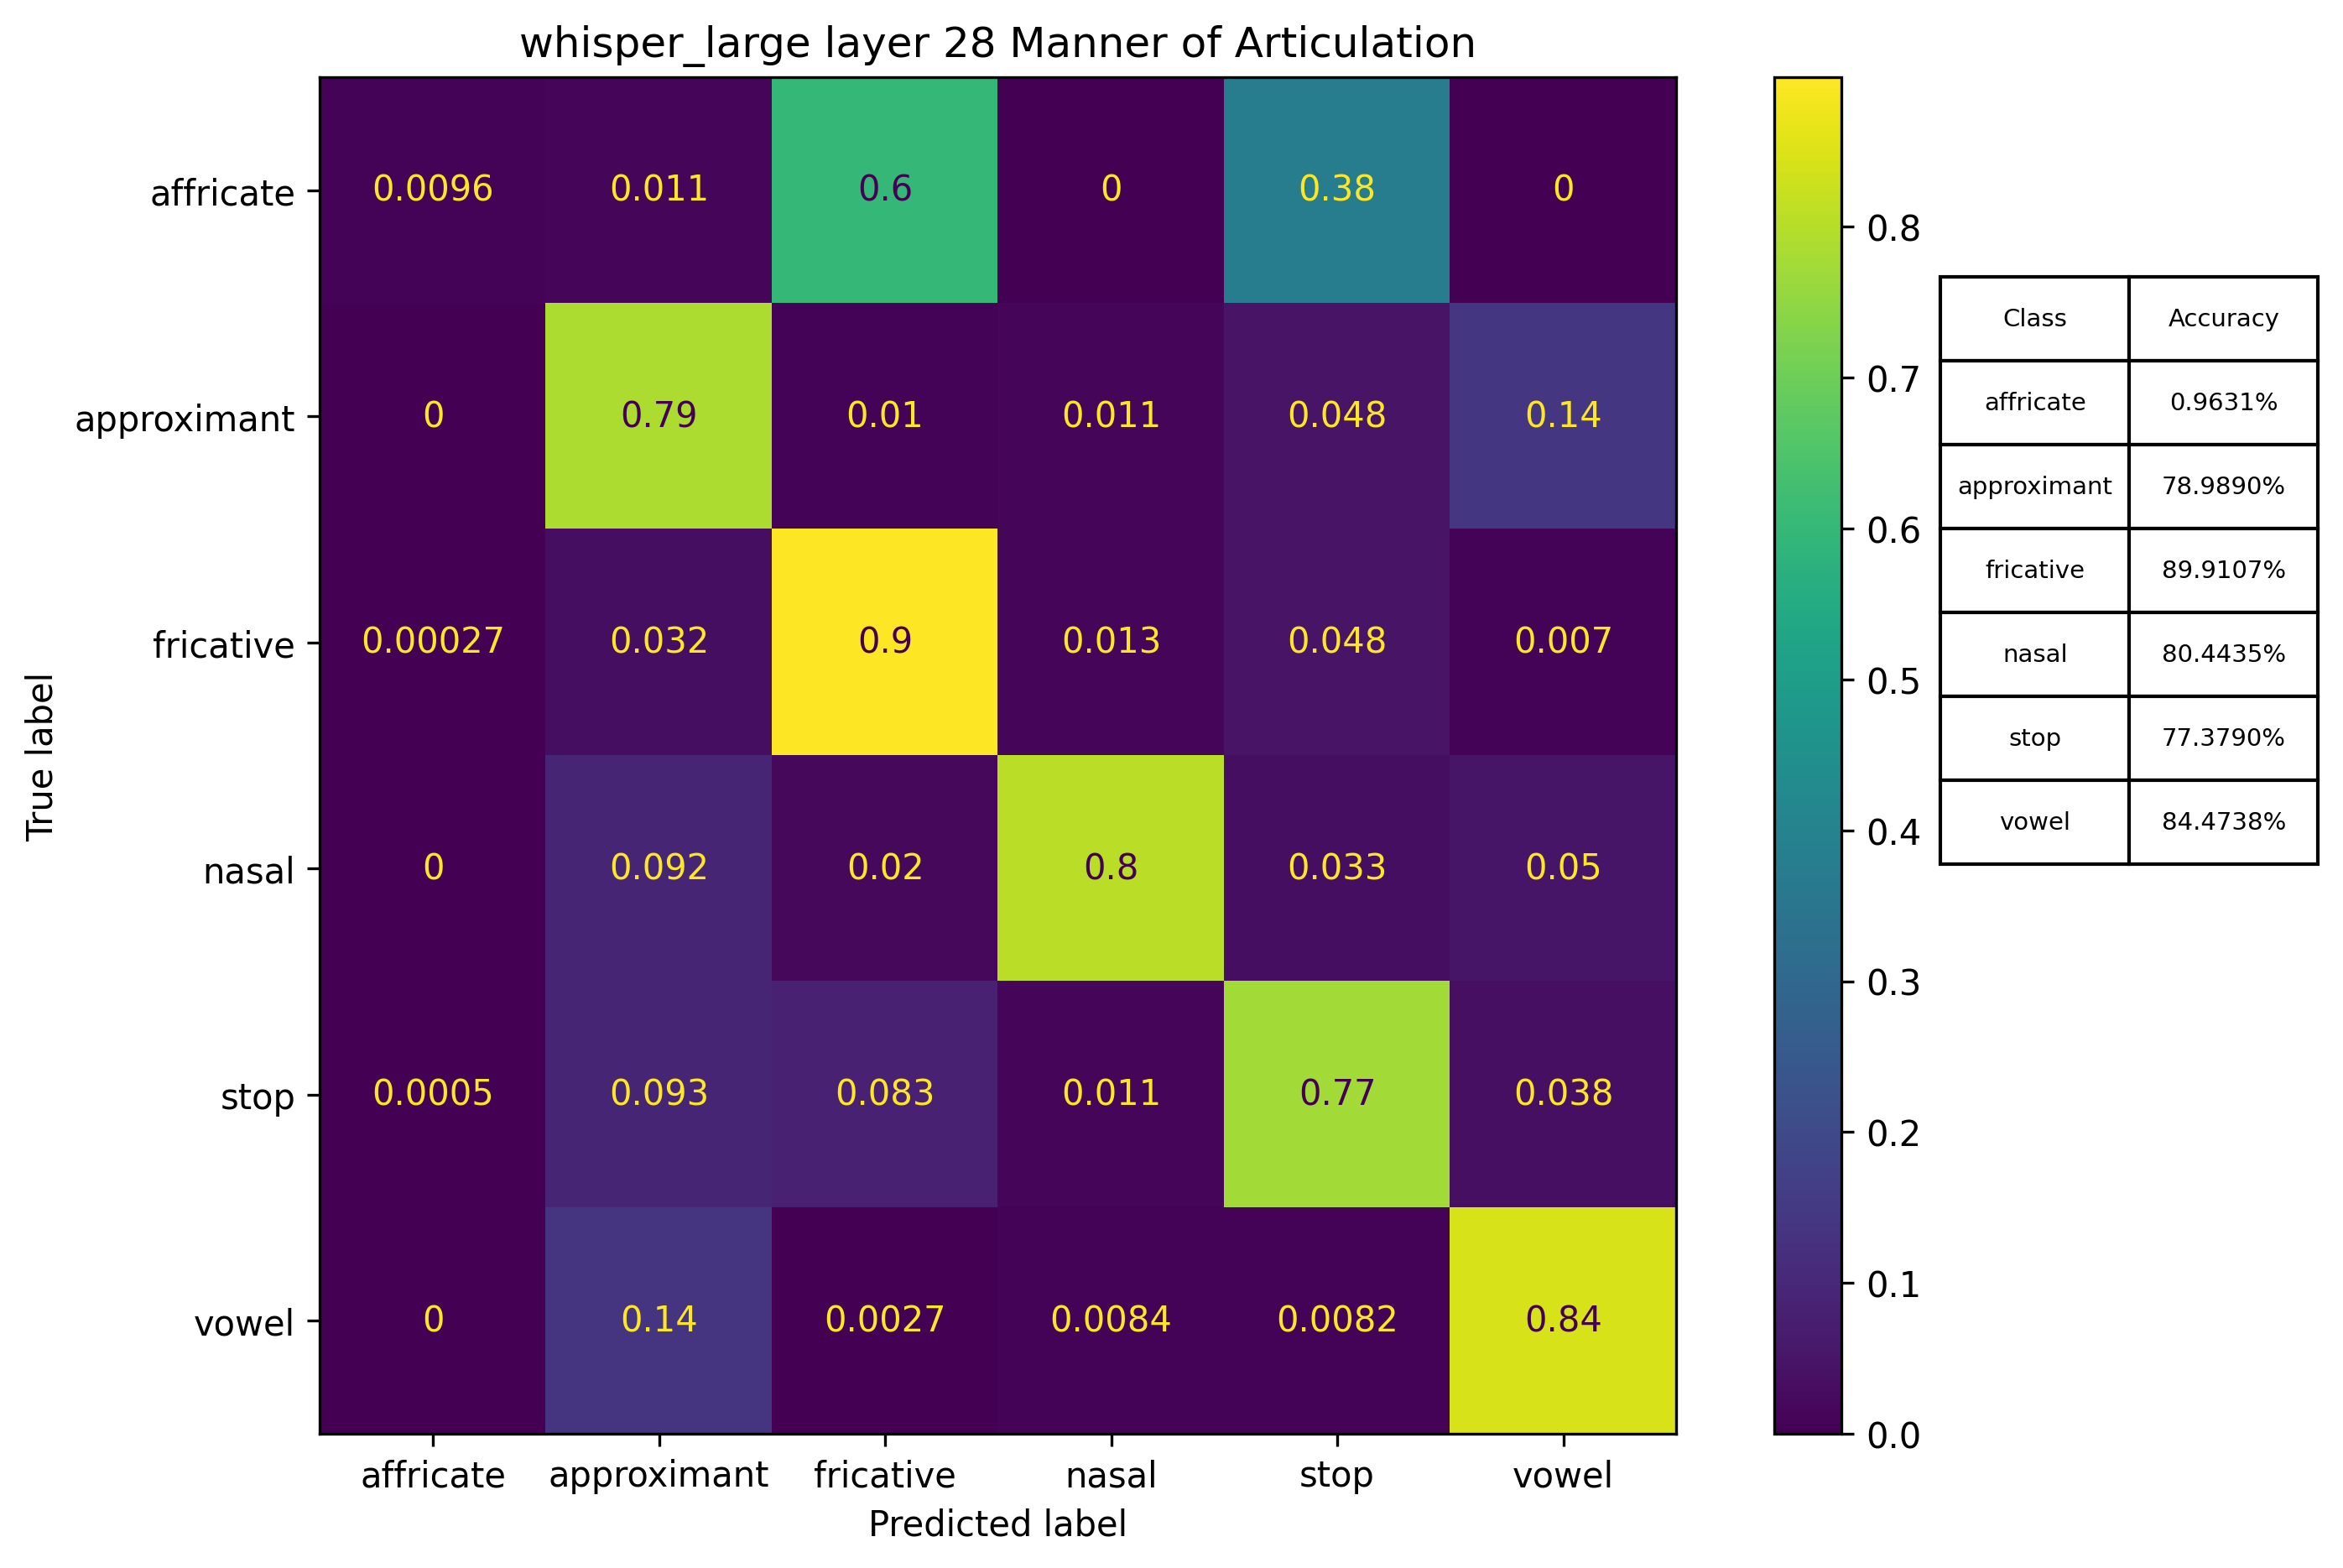 whisper_large layer 28 Manner of Articulation
True label
affricate 0.0096 0.011 0.6 0 0.38 0
approximant 0 0.79 0.01 0.011 0.048 0.14
fricative 0.00027 0.032 0.9 0.013 0.048 0.007
nasal 0 0.092 0.02 0.8 0.033 0.05
stop 0.0005 0.093 0.083 0.011 0.77 0.038
vowel 0 0.14 0.0027 0.0084 0.0082 0.84
affricate approximant fricative nasal stop vowel
Predicted label
0.8
0.7
0.6
0.5
0.4
0.3
0.2
0.1
0.0
Class Accuracy
affricate 0.9631%
approximant 78.9890%
fricative 89.9107%
nasal 80.4435%
stop 77.3790%
vowel 84.4738%